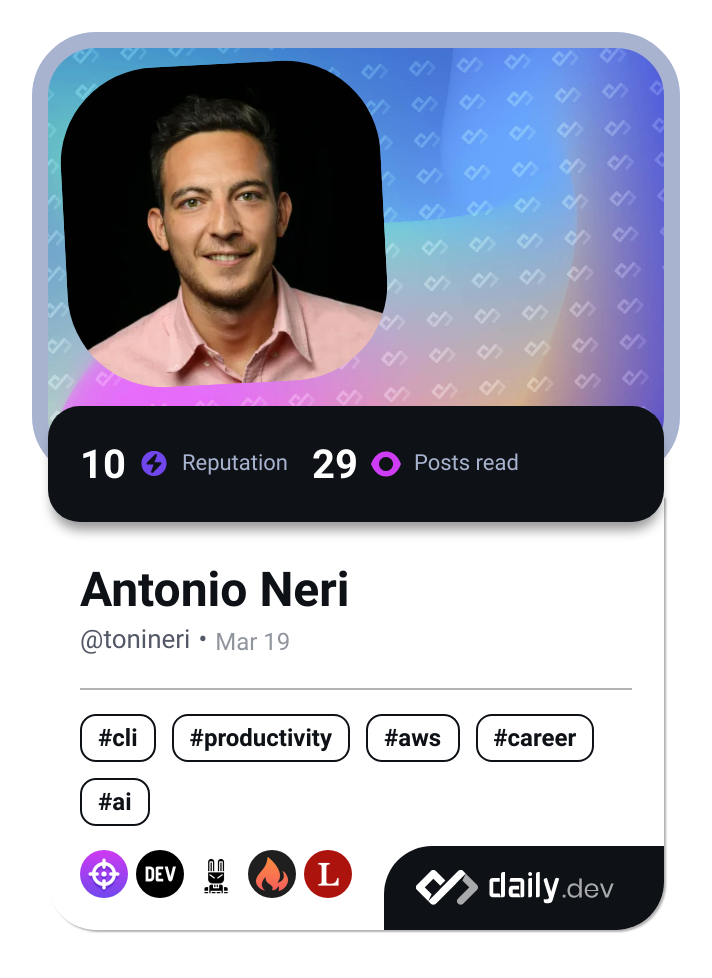 10 Reputation 29 Posts read
Antonio Neri
@tonineri • Mar 19
#cli #productivity #aws #career
#ai
DEV L daily.dev